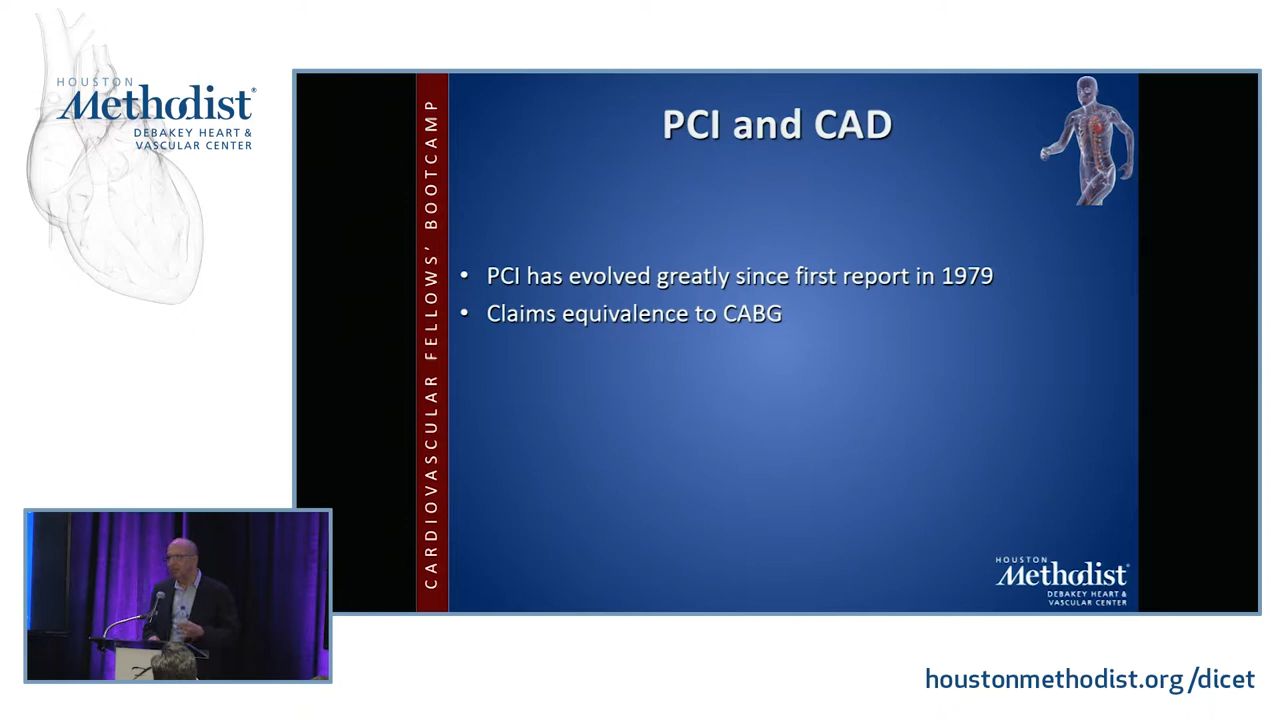 HOUSTON
Methodist®
DEBAKEY HEART &
VASCULAR CENTER
CARDIOVASCULAR FELLOWS' BOOTCAMP
PCI and CAD
• PCI has evolved greatly since first report in 1979
• Claims equivalence to CABG
HOUSTON
Methodist®
DEBAKEY HEART &
VASCULAR CENTER
houstonmethodist.org/dicet